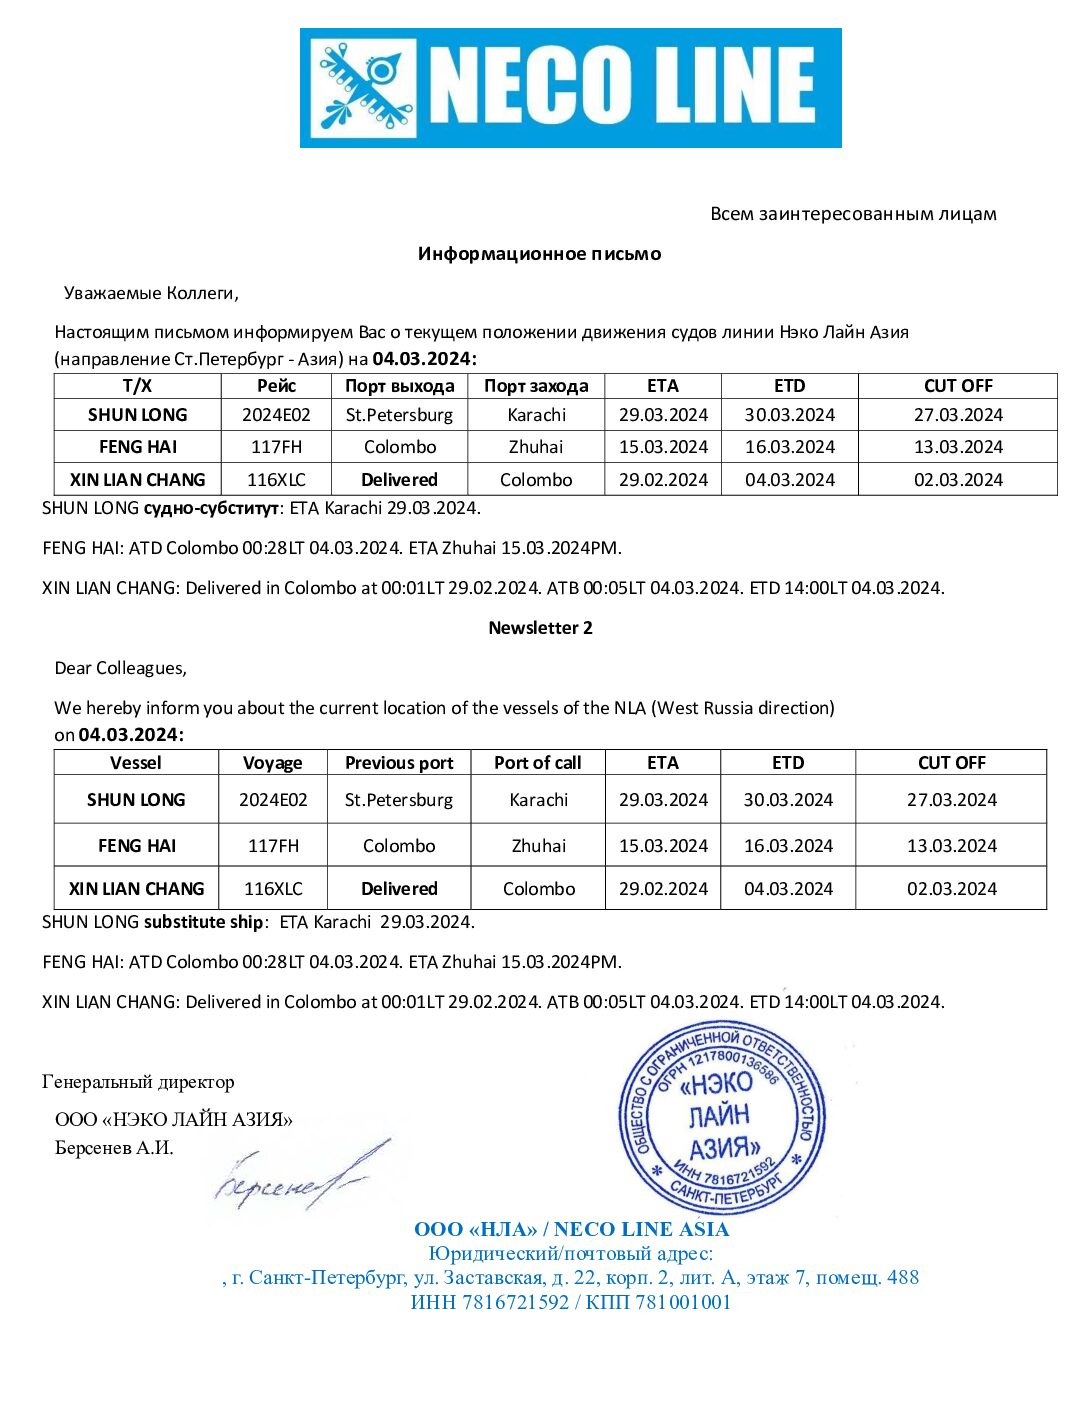 NECO LINE
Всем заинтересованным лицам
Информационное письмо
Уважаемые Коллеги,
Настоящим письмом информируем Вас о текущем положении движения судов линии Нэко Лайн Азия
(направление Ст.Петербург - Азия) на 04.03.2024:
Т/Х Рейс Порт выхода Порт захода ETA ETD CUT OFF
SHUN LONG 2024E02 St.Petersburg Karachi 29.03.2024 30.03.2024 27.03.2024
FENG HAI 117FH Colombo Zhuhai 15.03.2024 16.03.2024 13.03.2024
XIN LIAN CHANG 116XLC Delivered Colombo 29.02.2024 04.03.2024 02.03.2024
SHUN LONG судно-субститут: ETA Karachi 29.03.2024.
FENG HAI: ATD Colombo 00:28LT 04.03.2024. ETA Zhuhai 15.03.2024PM.
XIN LIAN CHANG: Delivered in Colombo at 00:01LT 29.02.2024. ATB 00:05LT 04.03.2024. ETD 14:00LT 04.03.2024.
Newsletter 2
Dear Colleagues,
We hereby inform you about the current location of the vessels of the NLA (West Russia direction)
on 04.03.2024:
Vessel Voyage Previous port Port of call ETA ETD CUT OFF
SHUN LONG 2024E02 St.Petersburg Karachi 29.03.2024 30.03.2024 27.03.2024
FENG HAI 117FH Colombo Zhuhai 15.03.2024 16.03.2024 13.03.2024
XIN LIAN CHANG 116XLC Delivered Colombo 29.02.2024 04.03.2024 02.03.2024
SHUN LONG substitute ship: ETA Karachi 29.03.2024.
FENG HAI: ATD Colombo 00:28LT 04.03.2024. ETA Zhuhai 15.03.2024PM.
XIN LIAN CHANG: Delivered in Colombo at 00:01LT 29.02.2024. ATB 00:05LT 04.03.2024. ETD 14:00LT 04.03.2024.
Генеральный директор
ООО «НЭКО ЛАЙН АЗИЯ»
Берсенев А.И.
Берсенев
ОБЩЕСТВО С ОГРАНИЧЕННОЙ ОТВЕТСТВЕННОСТЬЮ
ОГРН 1217800136586
«НЭКО
ЛАЙН
АЗИЯ»
ИНН 7816721592
* САНКТ-ПЕТЕРБУРГ *
ООО «НЛА» / NECO LINE ASIA
Юридический/почтовый адрес:
, г. Санкт-Петербург, ул. Заставская, д. 22, корп. 2, лит. А, этаж 7, помещ. 488
ИНН 7816721592 / КПП 781001001